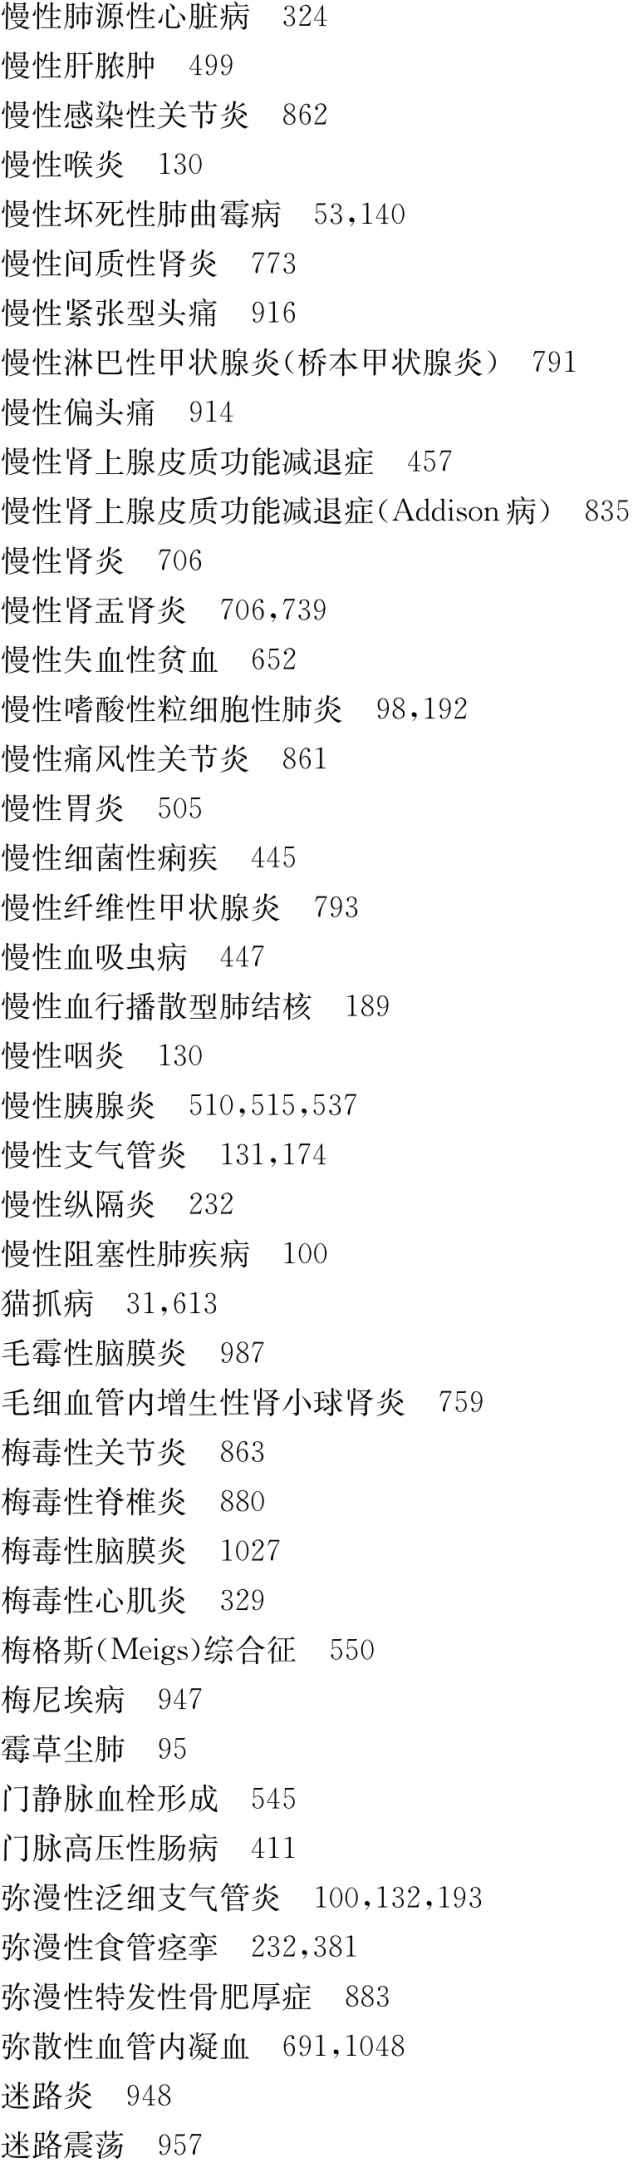 慢性肺源性心脏病　324
慢性肝脓肿　499
慢性感染性关节炎　862
慢性喉炎　130
慢性坏死性肺曲霉病　53,140
慢性间质性肾炎　773
慢性紧张型头痛　916
慢性淋巴性甲状腺炎(桥本甲状腺炎)　791
慢性偏头痛　914
慢性肾上腺皮质功能减退症　457
慢性肾上腺皮质功能减退症(Addison 病)　835
慢性肾炎　706
慢性肾盂肾炎　706,739
慢性失血性贫血　652
慢性嗜酸性粒细胞性肺炎　98,192
慢性痛风性关节炎　861
慢性胃炎　505
慢性细菌性痢疾　445
慢性纤维性甲状腺炎　793
慢性血吸虫病　447
慢性血行播散型肺结核　189
慢性咽炎　130
慢性胰腺炎　510,515,537
慢性支气管炎　131,174
慢性纵隔炎　232
慢性阻塞性肺疾病　100
猫抓病　31,613
毛霉性脑膜炎　987
毛细血管内增生性肾小球肾炎　759
梅毒性关节炎　863
梅毒性脊椎炎　880
梅毒性脑膜炎　1027
梅毒性心肌炎　329
梅格斯(Meigs)综合征　550
梅尼埃病　947
霉草尘肺　95
门静脉血栓形成　545
门脉高压性肠病　411
弥漫性泛细支气管炎　100,132,193
弥漫性食管痉挛　232,381
弥漫性特发性骨肥厚症　883
弥散性血管内凝血　691,1048
迷路炎　948
迷路震荡　957